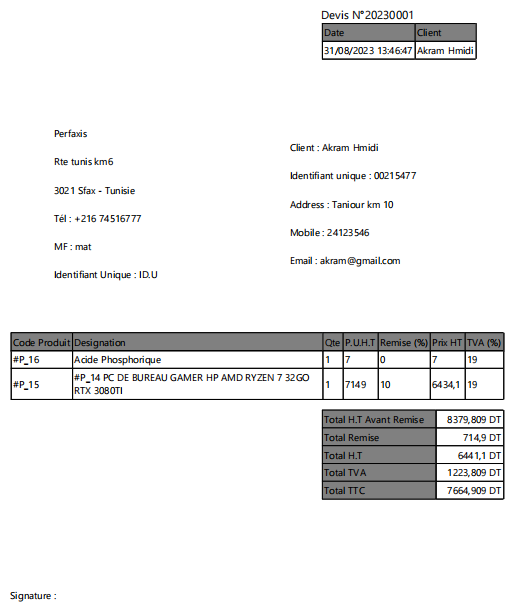 Devis N°20230001
Date Client
31/08/2023 13:46:47 Akram Hmidi
Perfaxis
Rte tunis km6
3021 Sfax - Tunisie
Tél : +216 74516777
MF : mat
Identifiant Unique : ID.U
Client : Akram Hmidi
Identifiant unique : 00215477
Address : Taniour km 10
Mobile : 24123546
Email : akram@gmail.com
Code Produit Designation Qte P.U.H.T Remise (%) Prix HT TVA (%)
#P_16 Acide Phosphorique 1 7 0 7 19
#P_15 #P_14 PC DE BUREAU GAMER HP AMD RYZEN 7 32GO 1 7149 10 6434,1 19
RTX 3080TI
Total H.T Avant Remise 8379,809 DT
Total Remise 714,9 DT
Total H.T 6441,1 DT
Total TVA 1223,809 DT
Total TTC 7664,909 DT
Signature :